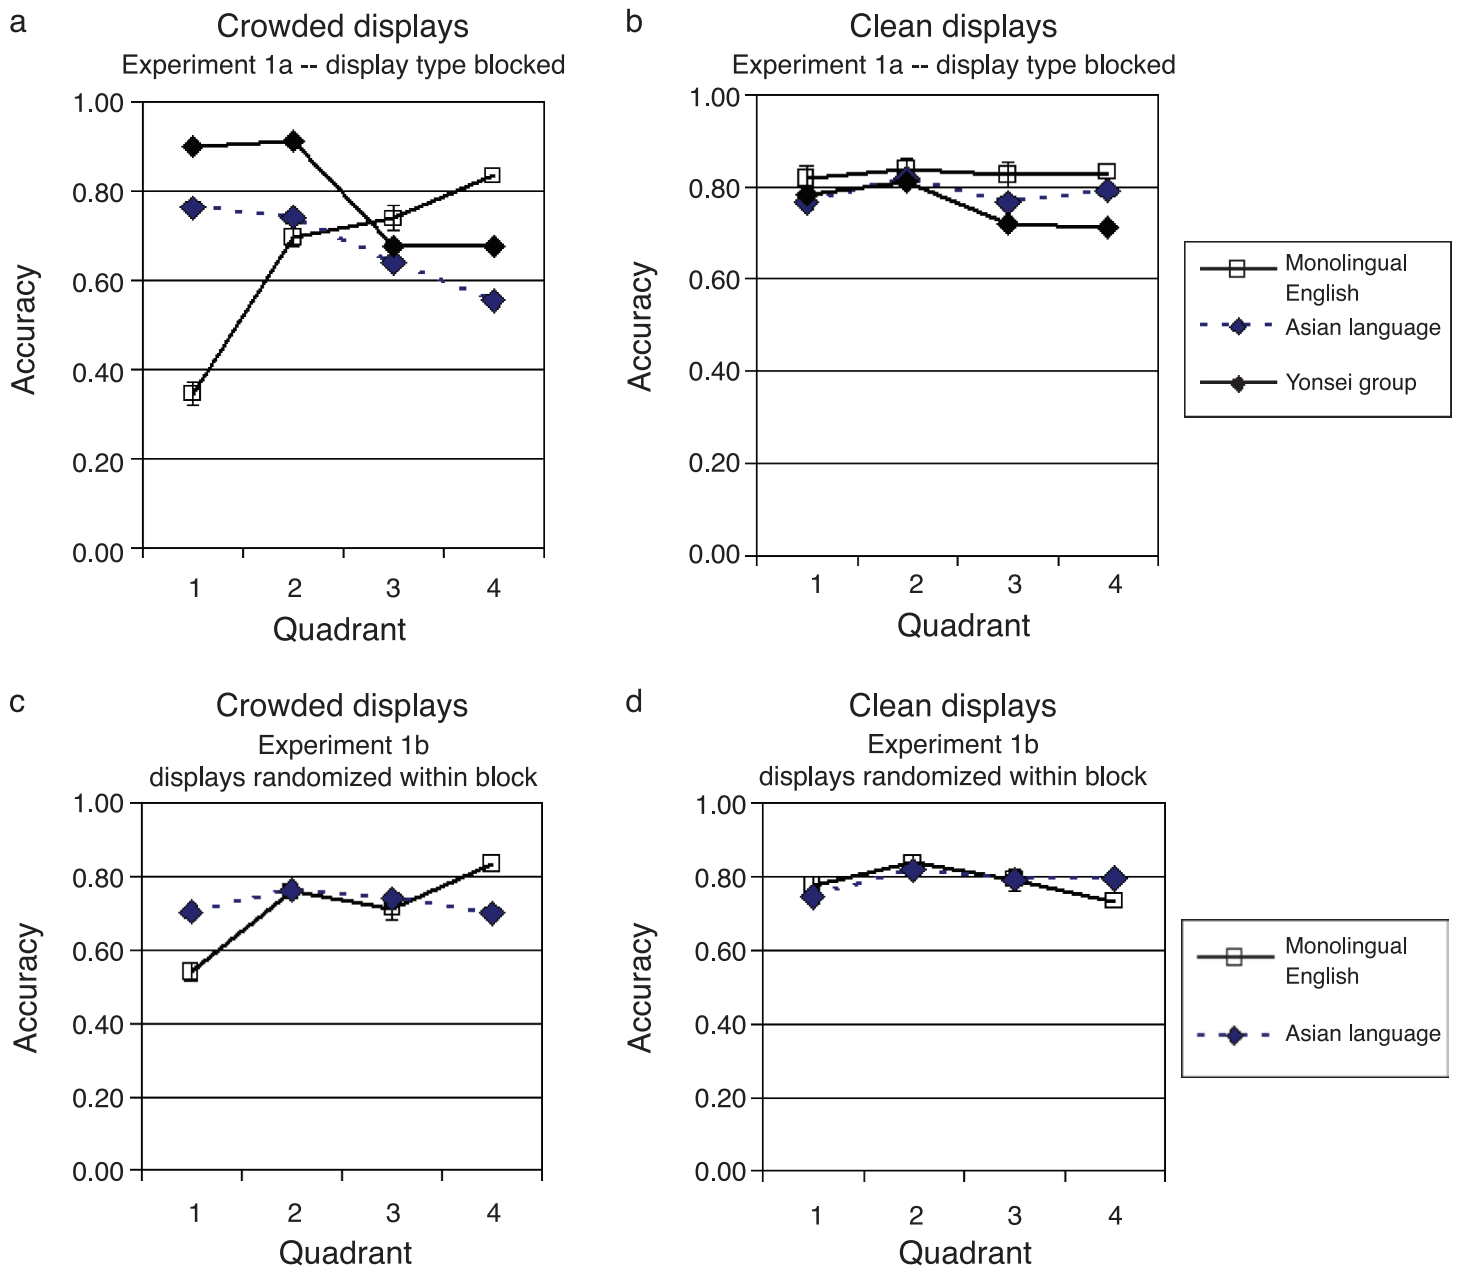 a
Crowded displays
Experiment 1a -- display type blocked
1.00
0.80
0.60
0.40
0.20
0.00
Accuracy
1 2 3 4
Quadrant
b
Clean displays
Experiment 1a -- display type blocked
1.00
0.80
0.60
0.40
0.20
0.00
Accuracy
1 2 3 4
Quadrant
Monolingual
English
Asian language
Yonsei group
c
Crowded displays
Experiment 1b
displays randomized within block
1.00
0.80
0.60
0.40
0.20
0.00
Accuracy
1 2 3 4
Quadrant
d
Clean displays
Experiment 1b
displays randomized within block
1.00
0.80
0.60
0.40
0.20
0.00
Accuracy
1 2 3 4
Quadrant
Monolingual
English
Asian language